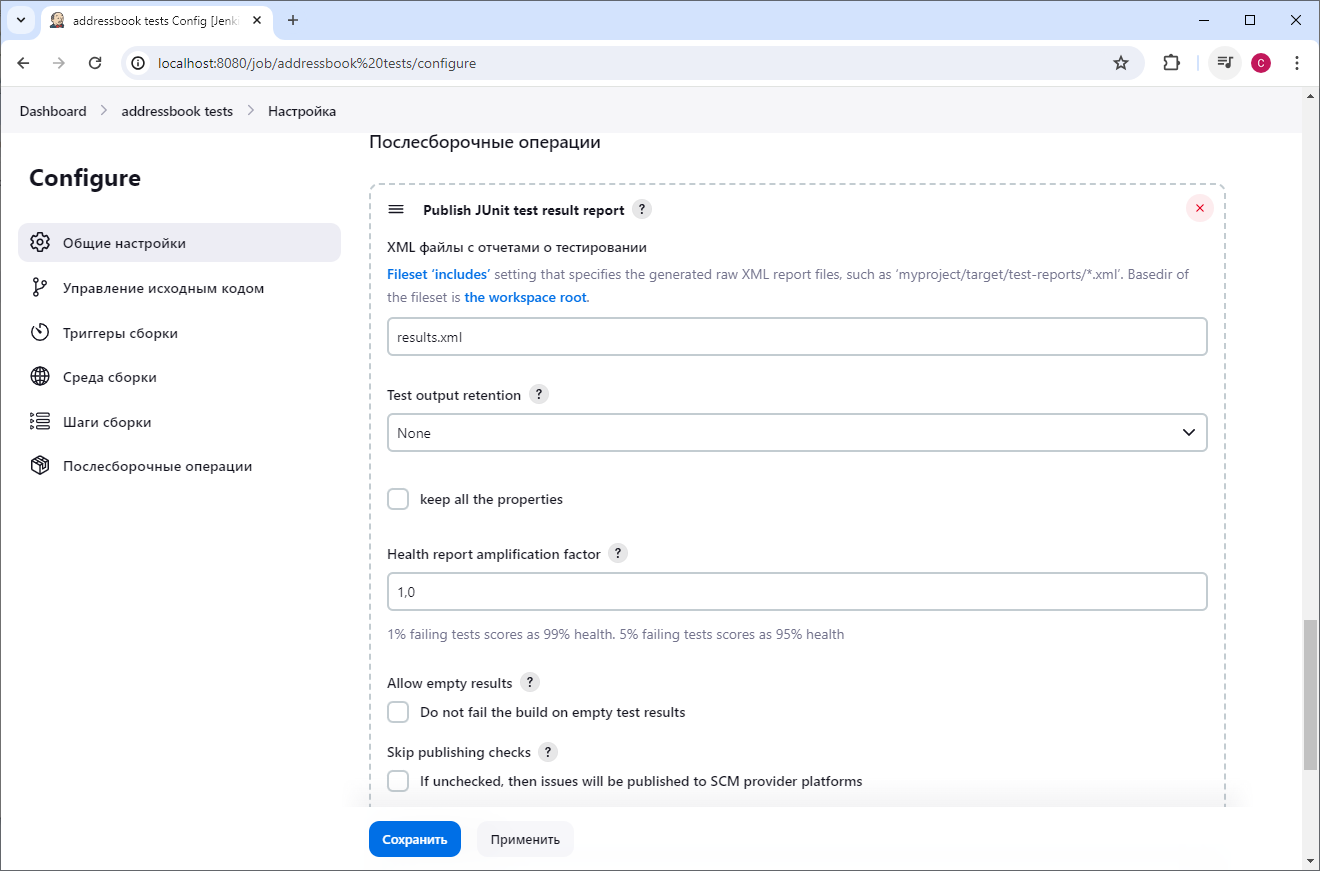 addressbook tests Config [Jenki
localhost:8080/job/addressbook%20tests/configure
C
Dashboard
addressbook tests
Настройка
Configure
Общие настройки
Управление исходным кодом
Триггеры сборки
Среда сборки
Шаги сборки
Послесборочные операции
Послесборочные операции
Publish JUnit test result report ?
XML файлы с отчетами о тестировании
Fileset ‘includes’ setting that specifies the generated raw XML report files, such as ‘myproject/target/test-reports/*.xml’. Basedir of
the fileset is the workspace root.
results.xml
Test output retention ?
None
keep all the properties
Health report amplification factor ?
1,0
1% failing tests scores as 99% health. 5% failing tests scores as 95% health
Allow empty results ?
Do not fail the build on empty test results
Skip publishing checks ?
If unchecked, then issues will be published to SCM provider platforms
Сохранить
Применить